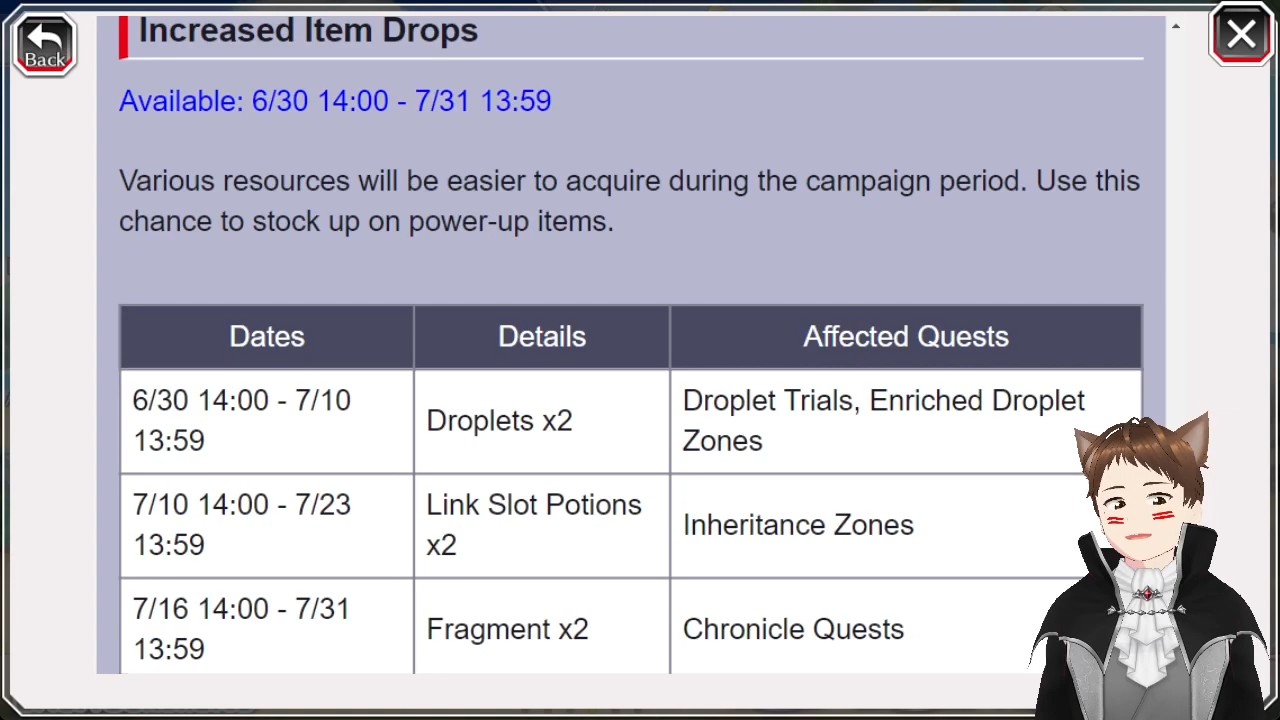 Increased Item Drops
Back
Available: 6/30 14:00 - 7/31 13:59
Various resources will be easier to acquire during the campaign period. Use this
chance to stock up on power-up items.
Dates Details Affected Quests
6/30 14:00 - 7/10
13:59
Droplets x2
Droplet Trials, Enriched Droplet
Zones
7/10 14:00 - 7/23
13:59
Link Slot Potions
x2
Inheritance Zones
7/16 14:00 - 7/31
13:59
Fragment x2
Chronicle Quests